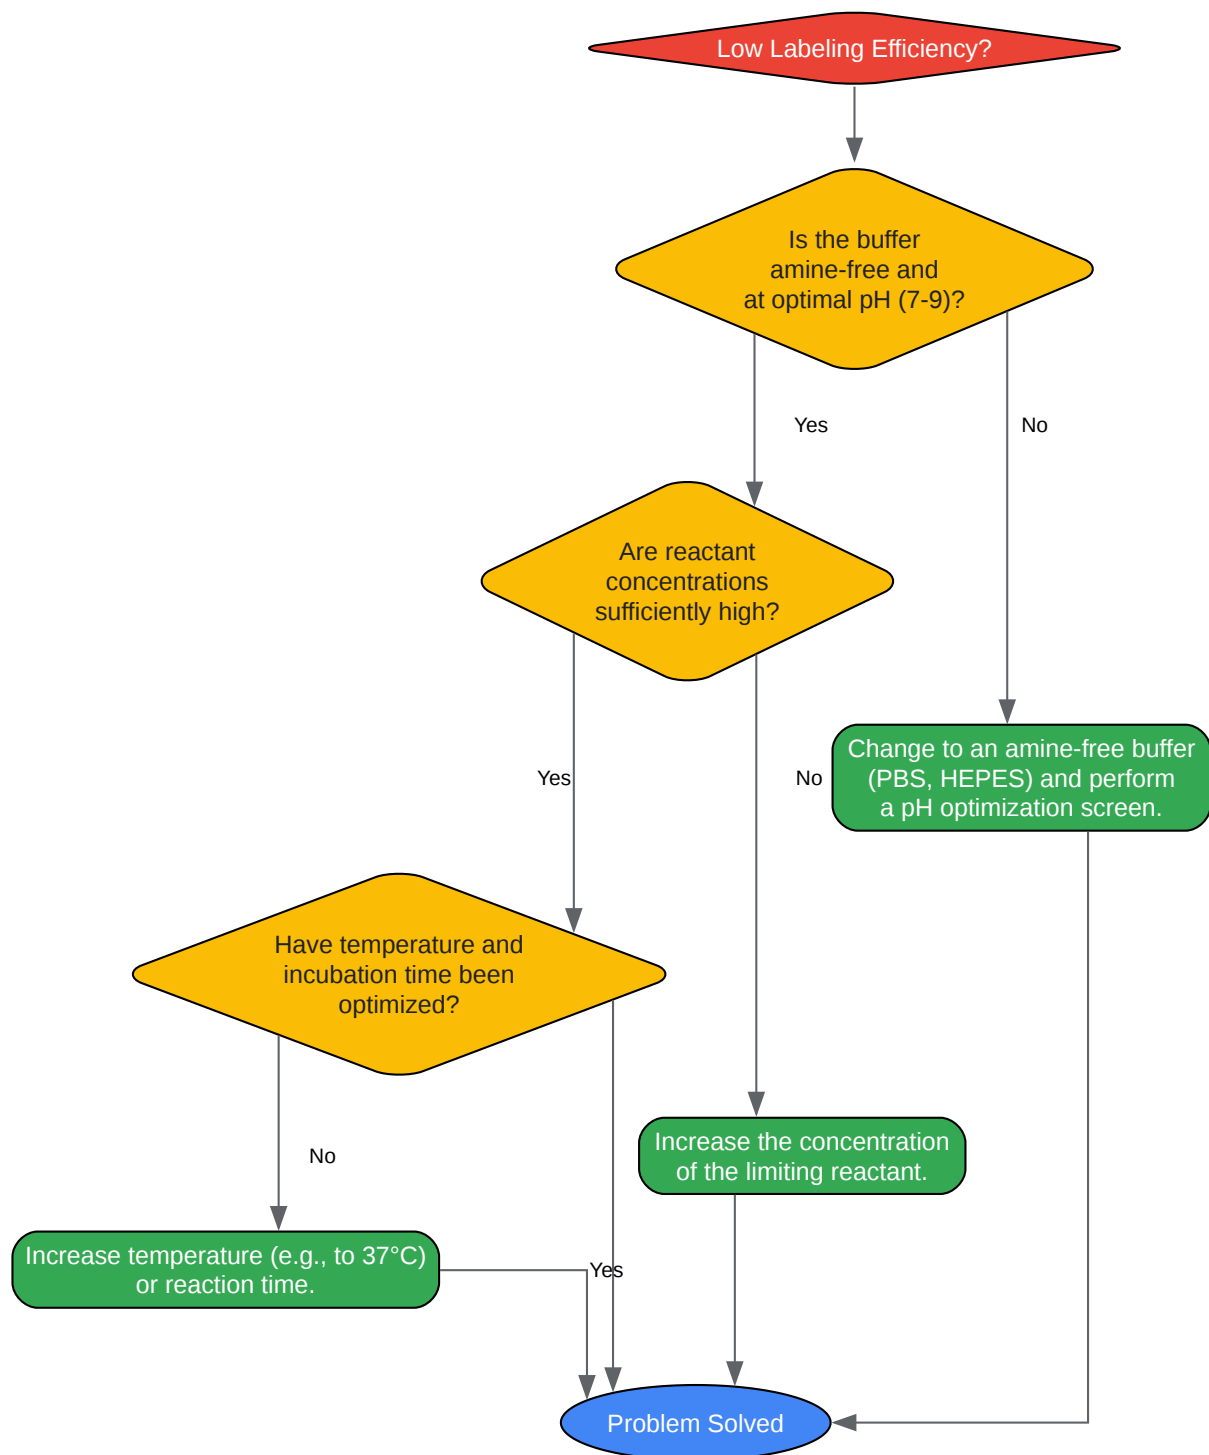 Low Labeling Efficiency?
Is the buffer
amine-free and
at optimal pH (7-9)?
Yes
No
Are reactant
concentrations
sufficiently high?
Yes
No
Change to an amine-free buffer
(PBS, HEPES) and perform
a pH optimization screen.
Have temperature and
incubation time been
optimized?
No
Increase the concentration
of the limiting reactant.
Increase temperature (e.g., to 37°C)
or reaction time.
Yes
Problem Solved